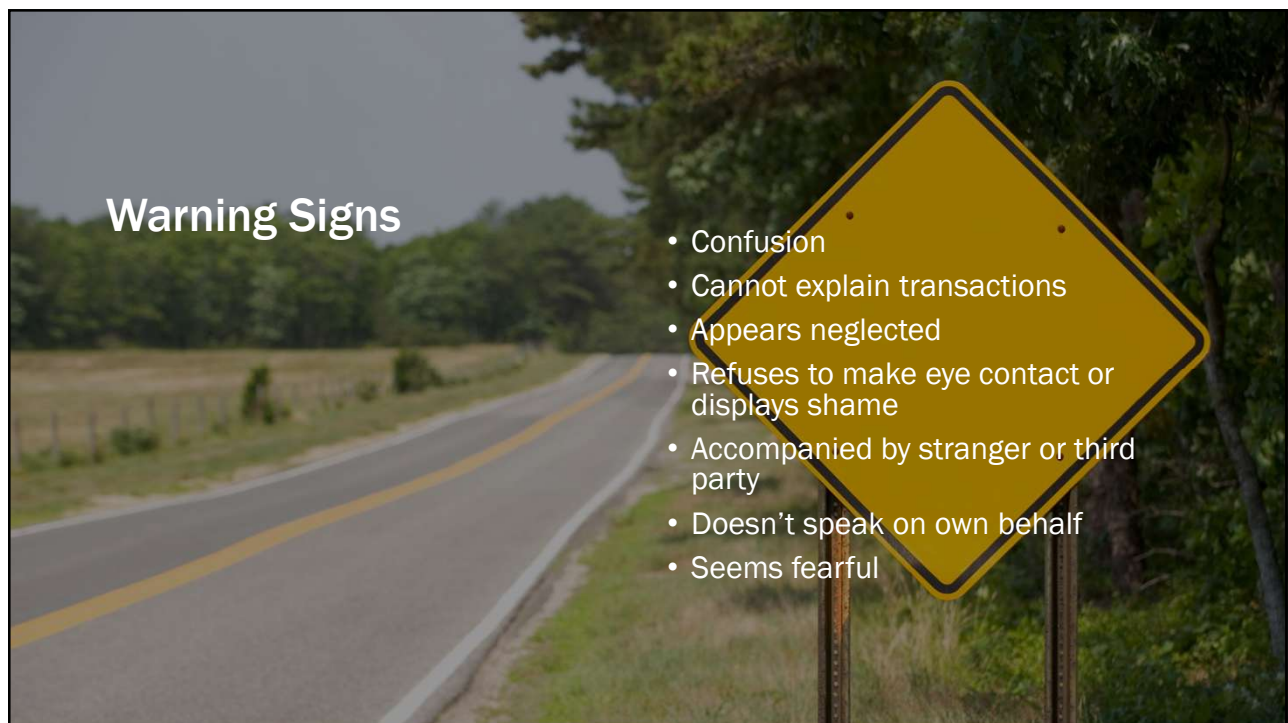 Warning Signs
• Confusion
• Cannot explain transactions
• Appears neglected
• Refuses to make eye contact or
displays shame
• Accompanied by stranger or third
party
• Doesn’t speak on own behalf
• Seems fearful